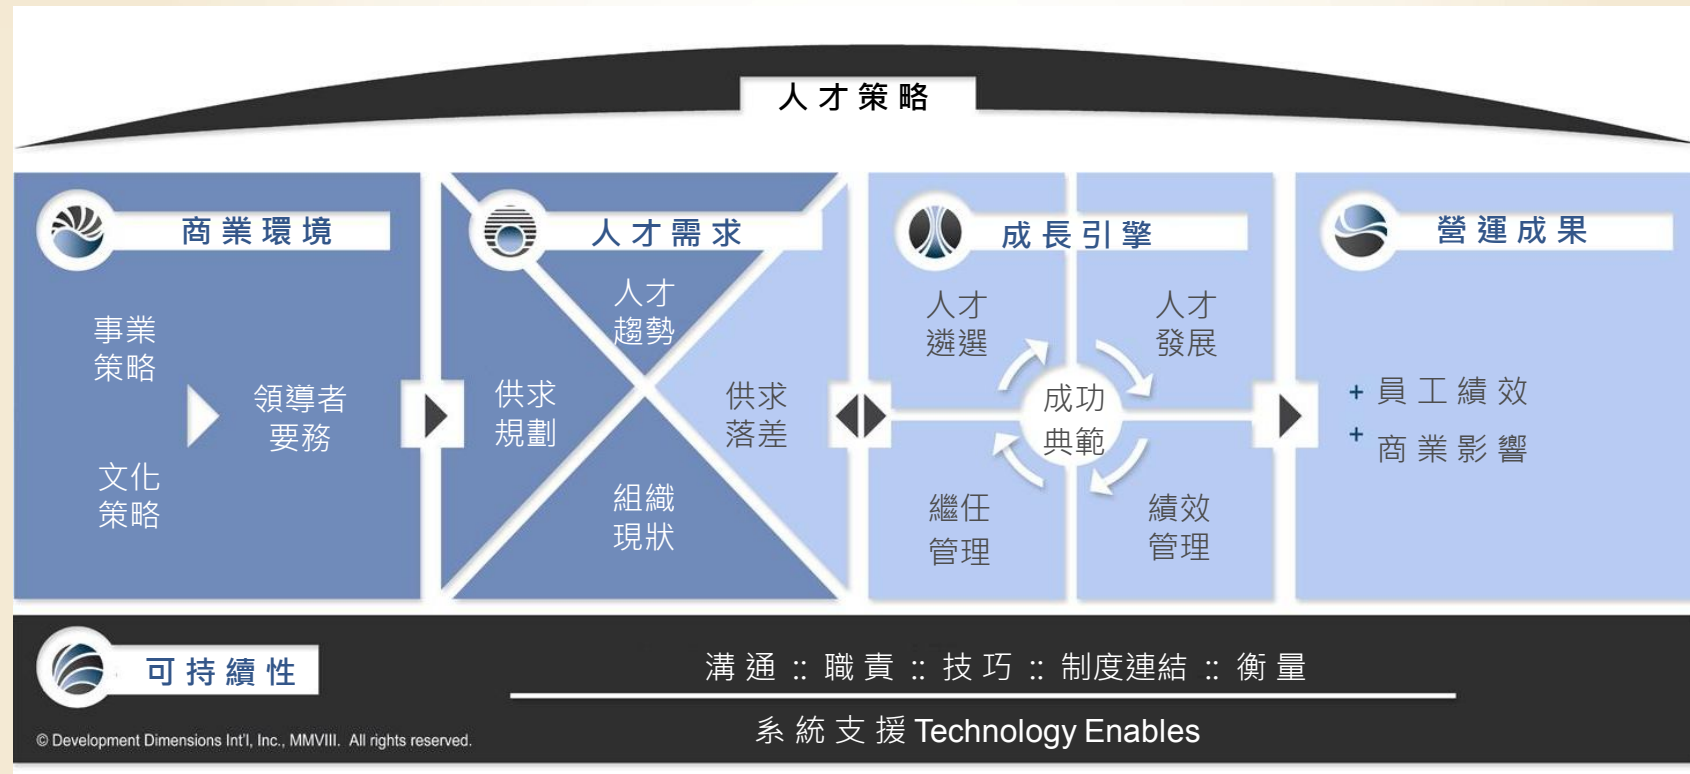 人才策略
商業環境
事業
策略
文化
策略
領導者
要務
人才需求
人才
趨勢
供求
規劃
供求
落差
組織
現狀
成長引擎
人才
遴選
人才
發展
成功
典範
繼任
管理
績效
管理
營運成果
+ 員工績效
+ 商業影響
可持續性
溝通 :: 職責 :: 技巧 :: 制度連結 :: 衡量
系統支援 Technology Enables
© Development Dimensions Int'l, Inc., MMVIII. All rights reserved.